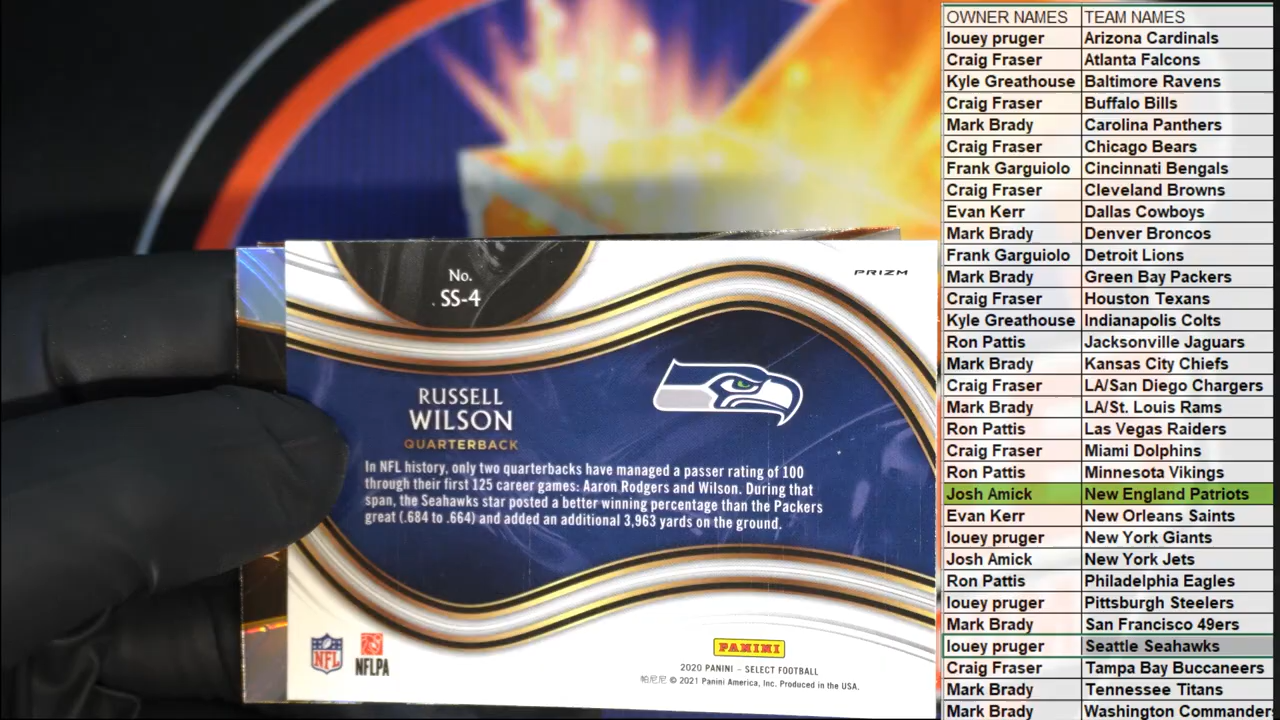 No.
SS-4
PRIZM
RUSSELL
WILSON
QUARTERBACK
In NFL history, only two quarterbacks have managed a passer rating of 100
through their first 125 career games: Aaron Rodgers and Wilson. During that
span, the Seahawks star posted a better winning percentage than the Packers
great (.684 to .664) and added an additional 3,963 yards on the ground.
NFL
NFLPA
PANINI
2020 PANINI – SELECT FOOTBALL
帕尼尼 © 2021 Panini America, Inc. Produced in the USA.
OWNER NAMES TEAM NAMES
louey pruger Arizona Cardinals
Craig Fraser Atlanta Falcons
Kyle Greathouse Baltimore Ravens
Craig Fraser Buffalo Bills
Mark Brady Carolina Panthers
Craig Fraser Chicago Bears
Frank Garguiolo Cincinnati Bengals
Craig Fraser Cleveland Browns
Evan Kerr Dallas Cowboys
Mark Brady Denver Broncos
Frank Garguiolo Detroit Lions
Mark Brady Green Bay Packers
Craig Fraser Houston Texans
Kyle Greathouse Indianapolis Colts
Ron Pattis Jacksonville Jaguars
Mark Brady Kansas City Chiefs
Craig Fraser LA/San Diego Chargers
Mark Brady LA/St. Louis Rams
Ron Pattis Las Vegas Raiders
Craig Fraser Miami Dolphins
Ron Pattis Minnesota Vikings
Josh Amick New England Patriots
Evan Kerr New Orleans Saints
louey pruger New York Giants
Josh Amick New York Jets
Ron Pattis Philadelphia Eagles
louey pruger Pittsburgh Steelers
Mark Brady San Francisco 49ers
louey pruger Seattle Seahawks
Craig Fraser Tampa Bay Buccaneers
Mark Brady Tennessee Titans
Mark Brady Washington Commanders